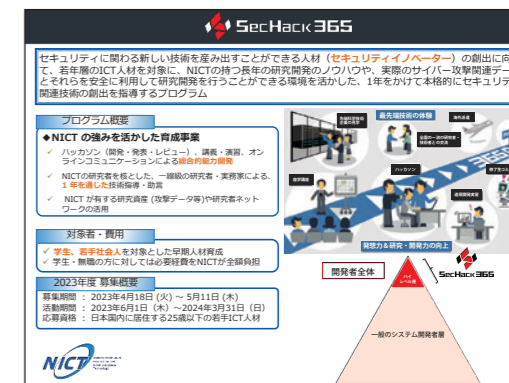 SecHack365
セキュリティに関わる新しい技術を産み出すことができる人材（セキュリティイノベーター）の創出に向
て、若年層のICT人材を対象に、NICTの持つ長年の研究開発のノウハウや、実際のサイバー攻撃関連デー
とそれらを安全に利用して研究開発を行うことができる環境を活かした、1年をかけて本格的にセキュリテ
関連技術の創出を指導するプログラム
プログラム概要
◆NICT の強みを活かした育成事業
✓ ハッカソン（開発・発表・レビュー）、講義・演習、オン
ラインコミュニケーションによる総合的能力開発
✓ NICTの研究者を核とした、一線級の研究者・実務家による、
1年を通じた技術指導・助言
✓ NICT が有する研究資産（攻撃データ等)や研究者ネット
ワークの活用
対象者・費用
✓ 学生、若手社会人を対象とした早期人材育成
✓ 学生・無職の方に対しては必要経費をNICTが全額負担
2023年度 募集概要
募集期間 ： 2023年4月18日 (火) ～ 5月11日（木）
活動期間 ： 2023年6月1日（木）～2024年3月31日（日）
応募資格 ： 日本国内に居住する25歳以下の若手ICT人材
NICT
最先端技術の体験
海外派遣
ハッカソン
発想力＆研究・開発力の向上
開発者全体
ハイ
レベル層
SecHack365
一般のシステム開発者層